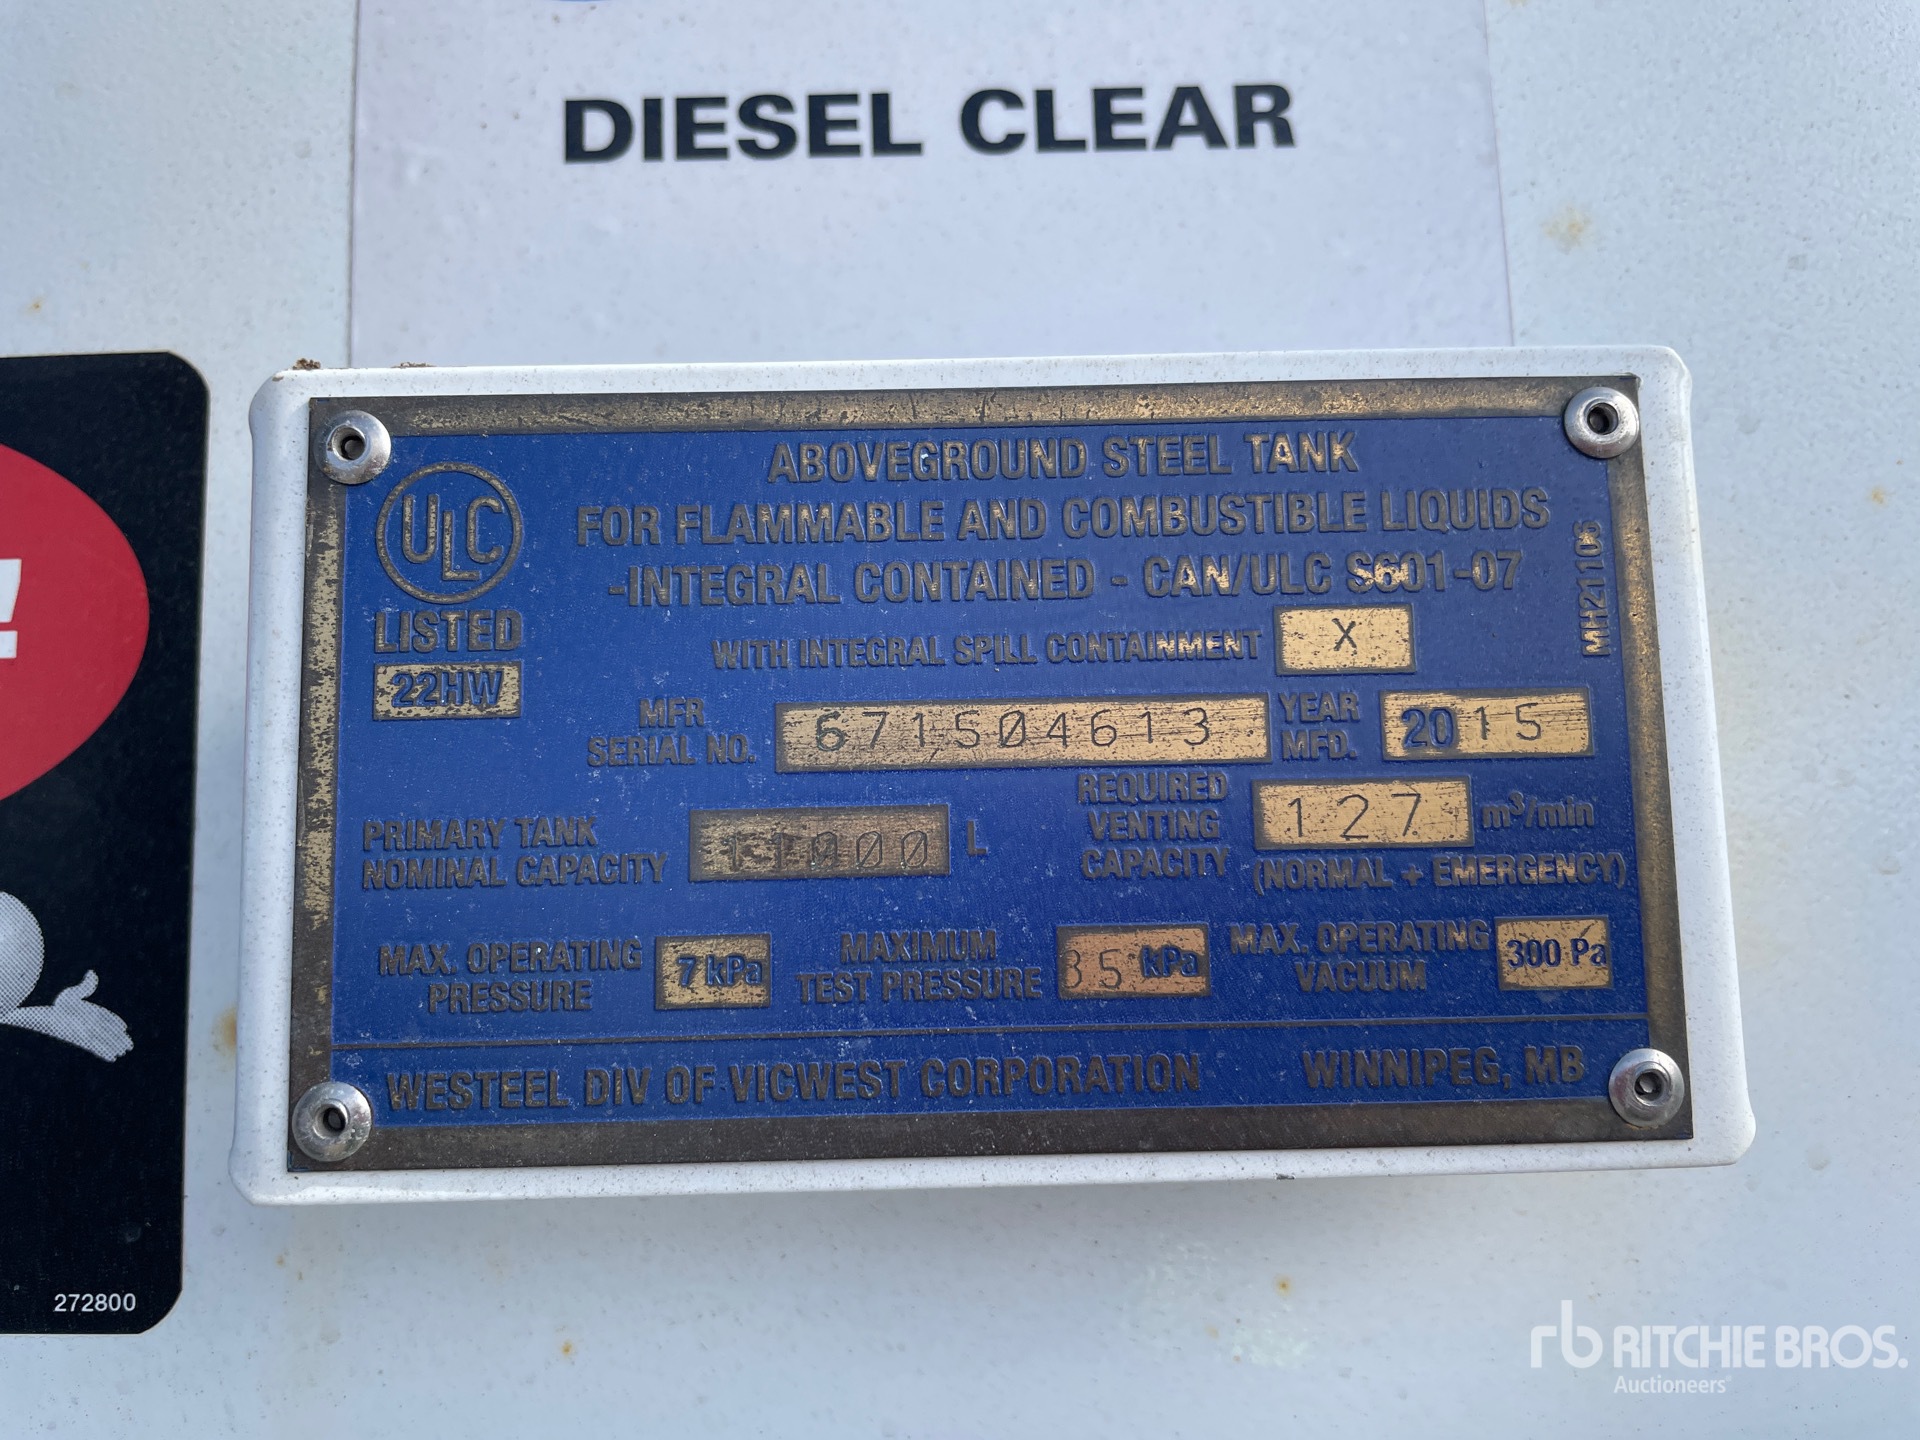 DIESEL CLEAR
!
272800
ULC
LISTED
22HW
ABOVEGROUND STEEL TANK
FOR FLAMMABLE AND COMBUSTIBLE LIQUIDS
-INTEGRAL CONTAINED - CAN/ULC S601-07
WITH INTEGRAL SPILL CONTAINMENT X
MH21106
MFR SERIAL NO. 671504613
YEAR MFD. 2015
PRIMARY TANK
NOMINAL CAPACITY 11000 L
REQUIRED
VENTING
CAPACITY
127 m³/min
(NORMAL + EMERGENCY)
MAX. OPERATING
PRESSURE
7 kPa
MAXIMUM
TEST PRESSURE
35 kPa
MAX. OPERATING
VACUUM
300 Pa
WESTEEL DIV OF VICWEST CORPORATION WINNIPEG, MB
rb RITCHIE BROS.
Auctioneers